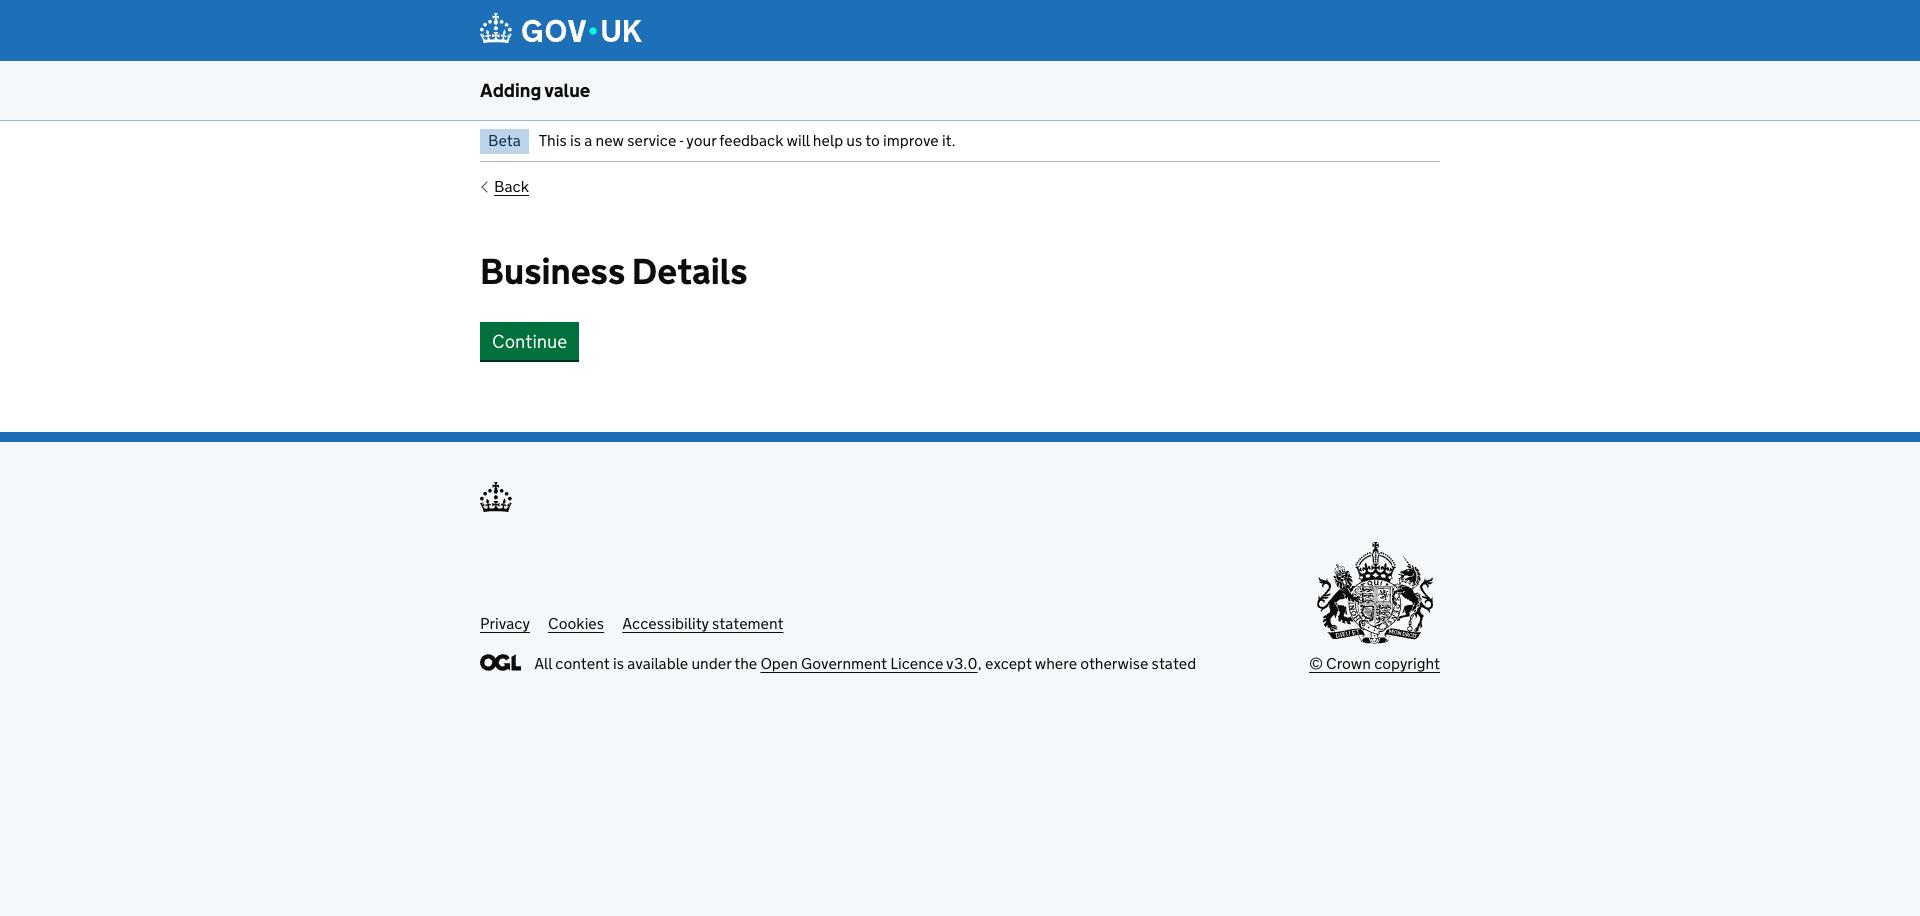 GOV·UK
Adding value
Beta This is a new service - your feedback will help us to improve it.
Back
Business Details
Continue
Privacy Cookies Accessibility statement
OGL All content is available under the Open Government Licence v3.0, except where otherwise stated
© Crown copyright